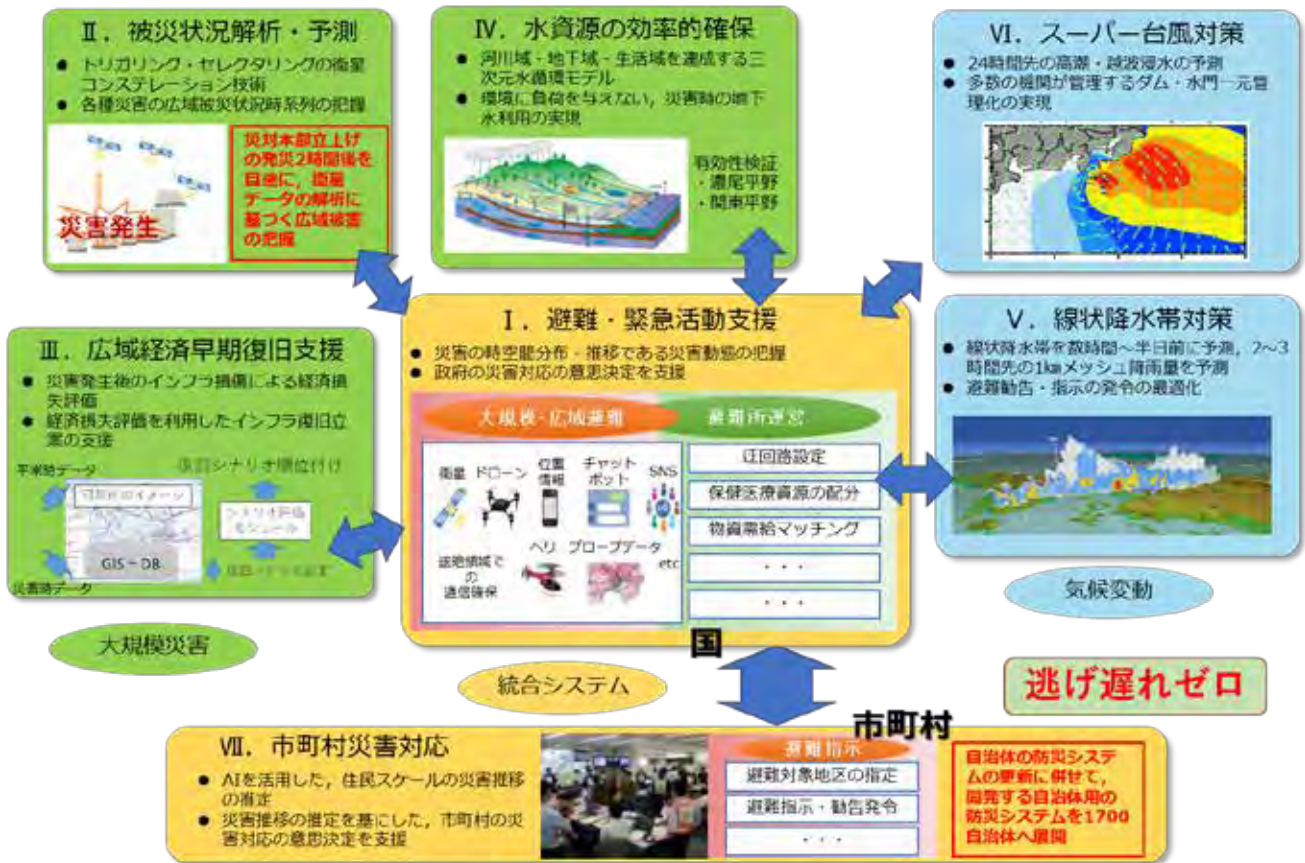 Ⅱ．被災状況解析・予測
● トリガリング・セレクタリングの衛星
コンステレーション技術
● 各種災害の広域被災状況時系列の把握
災害発生
災対本部立上げ
の発災2時間後を
目途に，衛星
データの解析に
基づく広域被害
の把握
Ⅳ．水資源の効率的確保
● 河川域・地下域・生活域を連成する三
次元水循環モデル
● 環境に負荷を与えない，災害時の地下
水利用の実現
有効性検証
・濃尾平野
・関東平野
Ⅵ．スーパー台風対策
● 24時間先の高潮・越波浸水の予測
● 多数の機関が管理するダム・水門一元管
理化の実現
Ⅲ．広域経済早期復旧支援
● 災害発生後のインフラ損傷による経済損
失評価
● 経済損失評価を利用したインフラ復旧立
案の支援
平常時データ
復旧シナリオ順位付け
可視化のイメージ
シナリオ評価
モジュール
GIS＋DB
災害時データ
大規模災害
Ⅰ．避難・緊急活動支援
● 災害の時空間分布・推移である災害動態の把握
● 政府の災害対応の意思決定を支援
大規模・広域避難
避難所運営
衛星
ドローン
位置
情報
チャット
ボット
SNS
ヘリ
プローブデータ
etc
途絶領域で
の
通信確保
迂回路設定
保健医療資源の配分
物資需給マッチング
・・・
・・・
国
統合システム
Ⅴ．線状降水帯対策
● 線状降水帯を数時間～半日前に予測，2～3
時間先の1kmメッシュ降雨量を予測
● 避難勧告・指示の発令の最適化
気候変動
逃げ遅れゼロ
市町村
Ⅶ．市町村災害対応
● AIを活用した，住民スケールの災害推移
の推定
● 災害推移の推定を基にした，市町村の災
害対応の意思決定を支援
避難指示
避難対象地区の指定
避難指示・勧告発令
・・・
自治体の防災システ
ムの更新に併せて，
開発する自治体用の
防災システムを1700
自治体へ展開